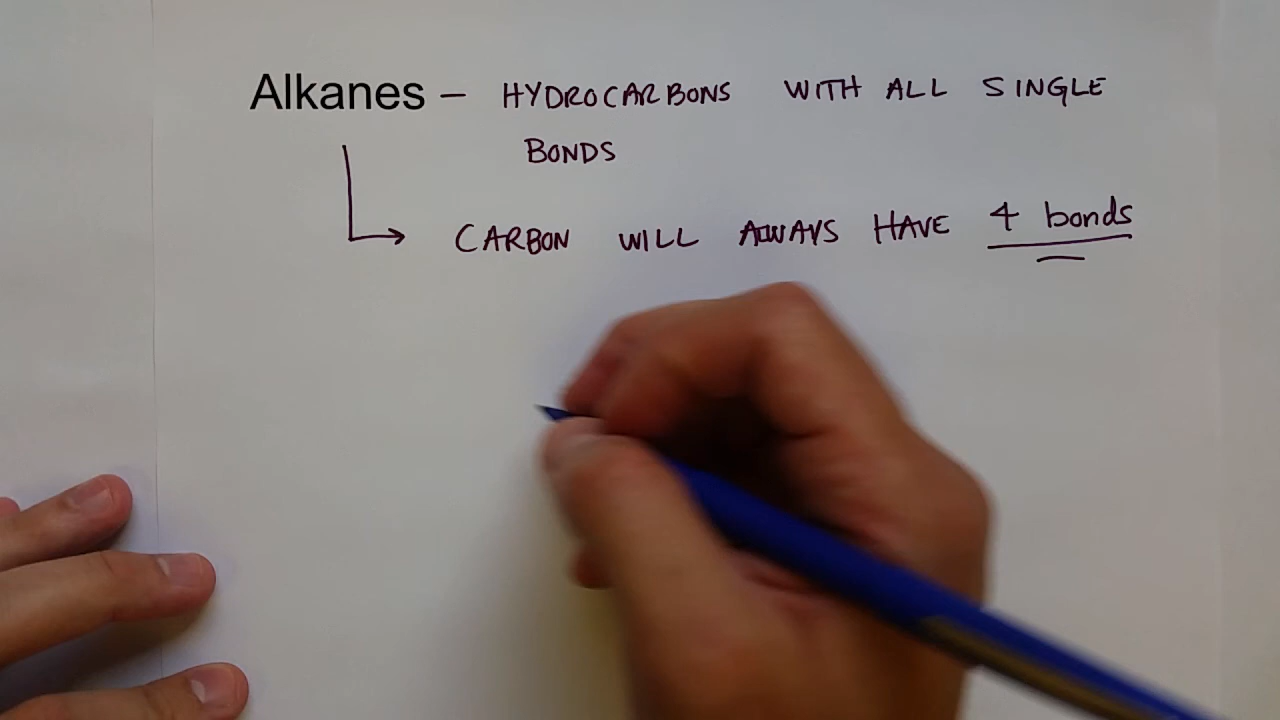 Alkanes – HYDROCARBONS WITH ALL SINGLE
BONDS
CARBON WILL ALWAYS HAVE 4 bonds